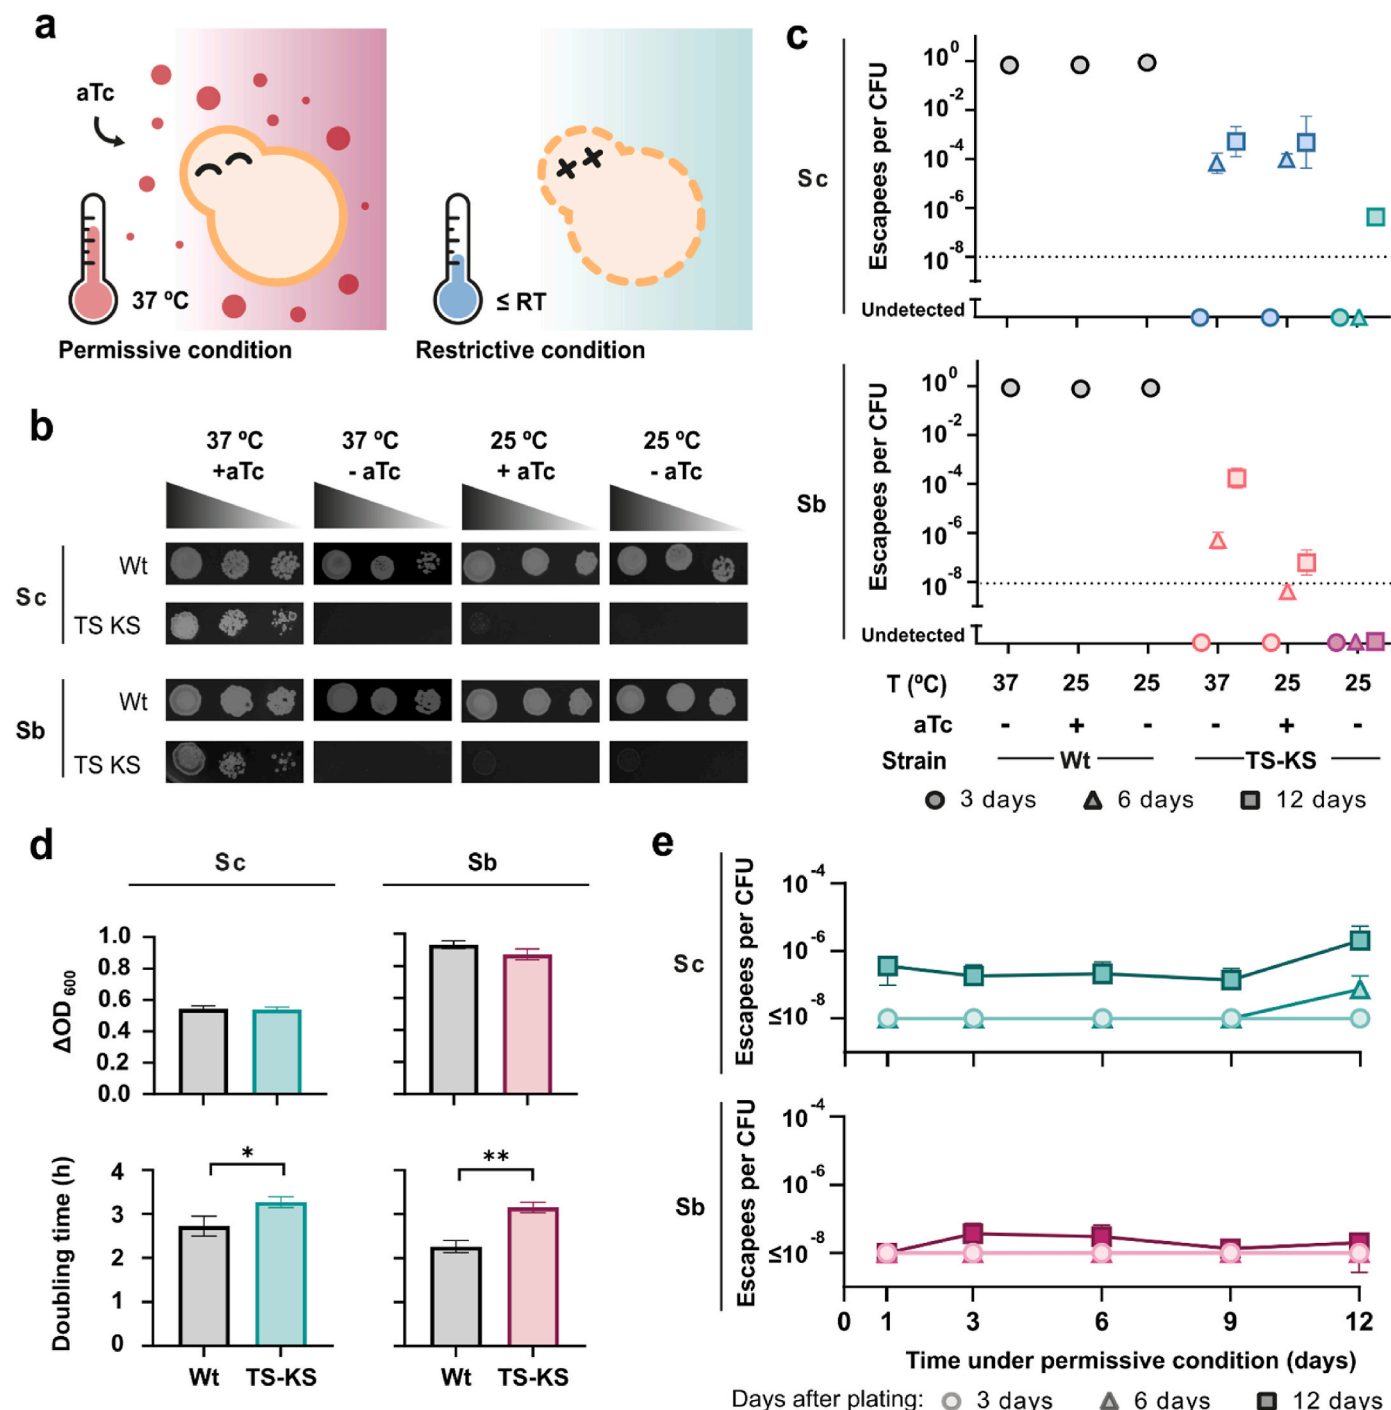 a
aTc
37 ºC
≤ RT
Permissive condition
Restrictive condition
b
37 ºC
+aTc
37 ºC
- aTc
25 ºC
+ aTc
25 ºC
- aTc
Sc
Wt
TS KS
Sb
Wt
TS KS
c
Sc
Escapees per CFU
10^0
10^-2
10^-4
10^-6
10^-8
Undetected
Sb
Escapees per CFU
10^0
10^-2
10^-4
10^-6
10^-8
Undetected
T (ºC) 37 25 25 37 25 25
aTc - + - - + -
Strain Wt TS-KS
3 days 6 days 12 days
d
Sc Sb
ΔOD600
1.0
0.8
0.6
0.4
0.2
0.0
Doubling time (h)
4
3
2
1
0
*
**
Wt TS-KS Wt TS-KS
e
Sc
Escapees per CFU
10^-4
10^-6
≤10^-8
Sb
Escapees per CFU
10^-4
10^-6
≤10^-8
0 1 3 6 9 12
Time under permissive condition (days)
Days after plating: 3 days 6 days 12 days